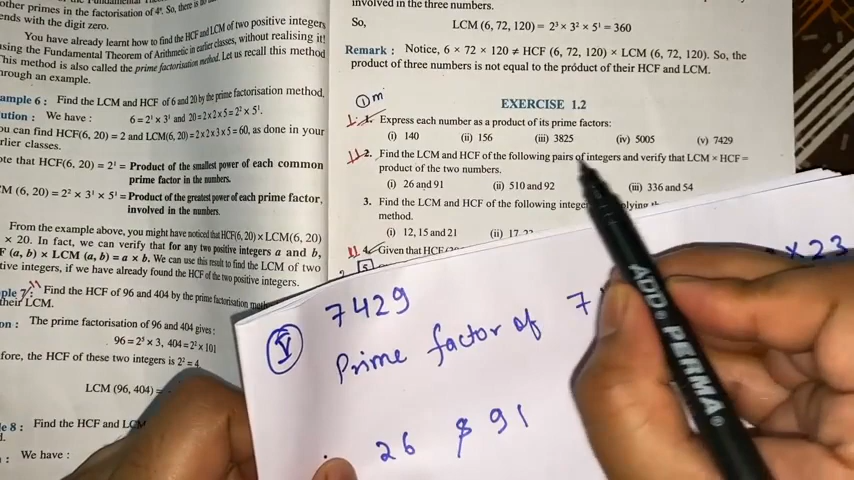 other primes in the factorisation of 4ⁿ. So, there is no
ends with the digit zero.
You have already learnt how to find the HCF and LCM of two positive integers
using the Fundamental Theorem of Arithmetic in earlier classes, without realising it!
This method is also called the prime factorisation method. Let us recall this method
through an example.
ample 6 : Find the LCM and HCF of 6 and 20 by the prime factorisation method.
ution : We have : 6 = 2¹ × 3¹ and 20 = 2 × 2 × 5 = 2² × 5¹.
ou can find HCF(6, 20) = 2 and LCM(6, 20) = 2 × 2 × 3 × 5 = 60, as done in your
rlier classes.
ote that HCF(6, 20) = 2¹ = Product of the smallest power of each common
prime factor in the numbers.
CM (6, 20) = 2² × 3¹ × 5¹ = Product of the greatest power of each prime factor,
involved in the numbers.
From the example above, you might have noticed that HCF(6, 20) × LCM(6, 20)
× 20. In fact, we can verify that for any two positive integers a and b,
F (a, b) × LCM (a, b) = a × b. We can use this result to find the LCM of two
tive integers, if we have already found the HCF of the two positive integers.
ple 7 : Find the HCF of 96 and 404 by the prime factorisation
their LCM.
on : The prime factorisation of 96 and 404 gives :
96 = 2⁵ × 3, 404 = 2² × 101
fore, the HCF of these two integers is 2² = 4.
LCM (96, 404) =
le 8 : Find the HCF and LCM
: We have :
involved in the three numbers.
So, LCM (6, 72, 120) = 2³ × 3² × 5¹ = 360
Remark : Notice, 6 × 72 × 120 ≠ HCF (6, 72, 120) × LCM (6, 72, 120). So, the
product of three numbers is not equal to the product of their HCF and LCM.
① m
EXERCISE 1.2
1. Express each number as a product of its prime factors:
(i) 140 (ii) 156 (iii) 3825 (iv) 5005 (v) 7429
2. Find the LCM and HCF of the following pairs of integers and verify that LCM × HCF =
product of the two numbers.
(i) 26 and 91 (ii) 510 and 92 (iii) 336 and 54
3. Find the LCM and HCF of the following
method.
(i) 12, 15 and 21 (ii) 17,
4. Given that HCF
5
× 23
Ⓥ 7429
Prime factor of 7
26 & 91
ADD PERMA